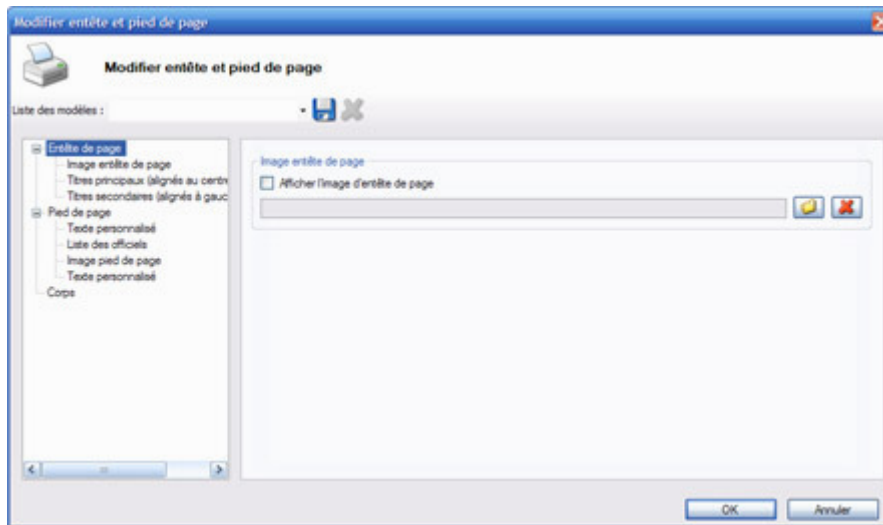 Modifier entête et pied de page
Modifier entête et pied de page
Liste des modèles :
Entête de page
Image entête de page
Titres principaux (alignés au centre
Titres secondaires (alignés à gauc
Pied de page
Texte personnalisé
Liste des officiels
Image pied de page
Texte personnalisé
Corps
Image entête de page
Afficher l'image d'entête de page
OK
Annuler